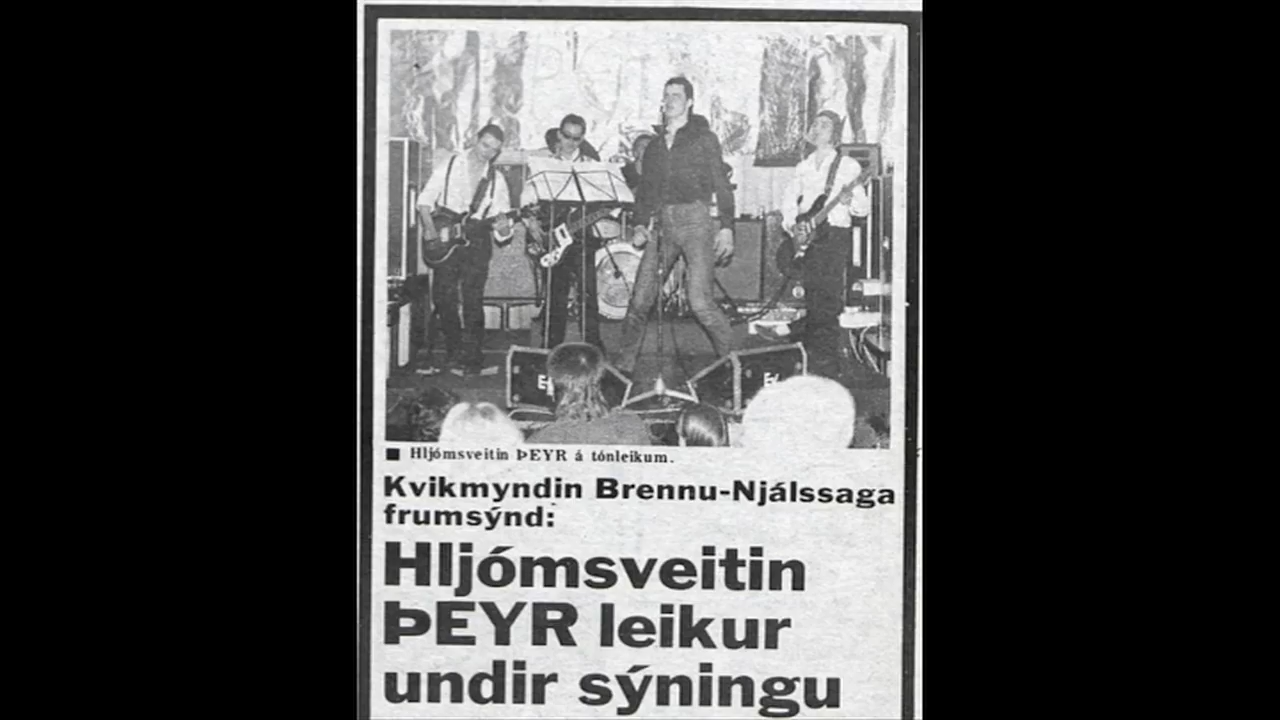 ■ Hljómsveitin ÞEYR á tónleikum.
Kvikmyndin Brennu-Njálssaga
frumsýnd:
Hljómsveitin
ÞEYR leikur
undir sýningu